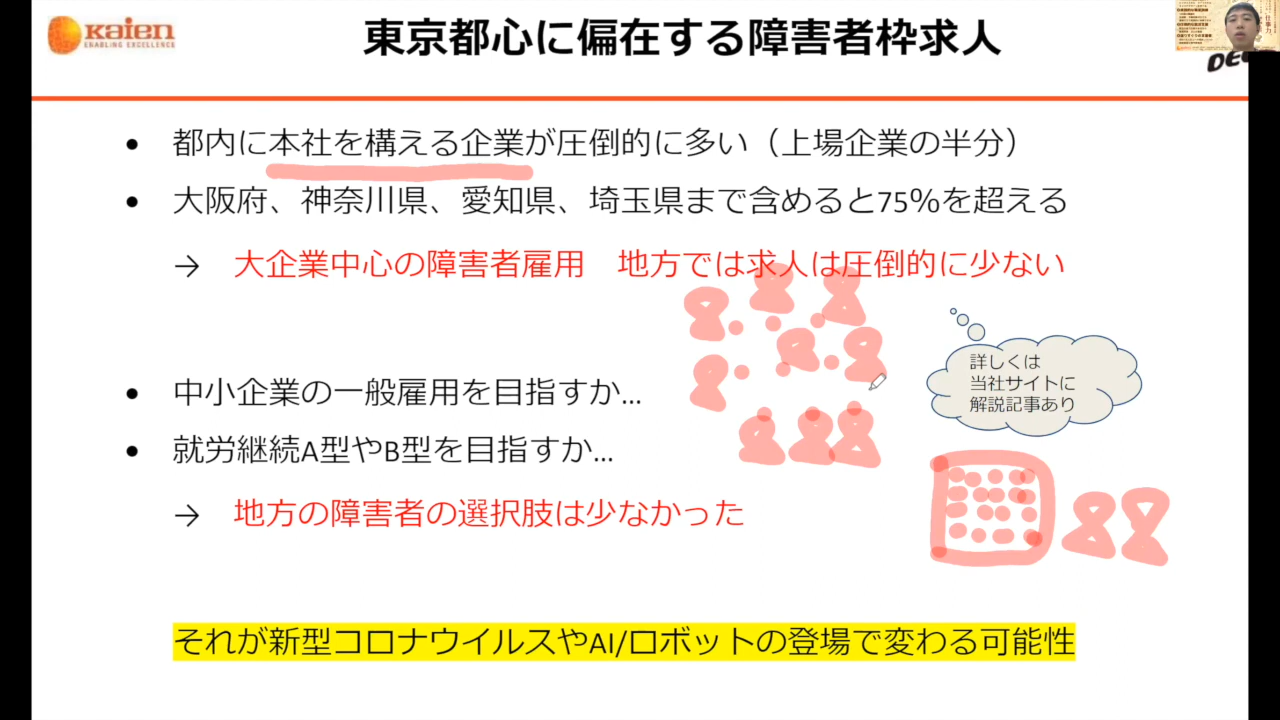 Kaien
ENABLING EXCELLENCE
東京都心に偏在する障害者枠求人
• 都内に本社を構える企業が圧倒的に多い（上場企業の半分）
• 大阪府、神奈川県、愛知県、埼玉県まで含めると75%を超える
→ 大企業中心の障害者雇用　地方では求人は圧倒的に少ない
詳しくは
当社サイトに
解説記事あり
• 中小企業の一般雇用を目指すか…
• 就労継続A型やB型を目指すか…
→ 地方の障害者の選択肢は少なかった
それが新型コロナウイルスやAI/ロボットの登場で変わる可能性